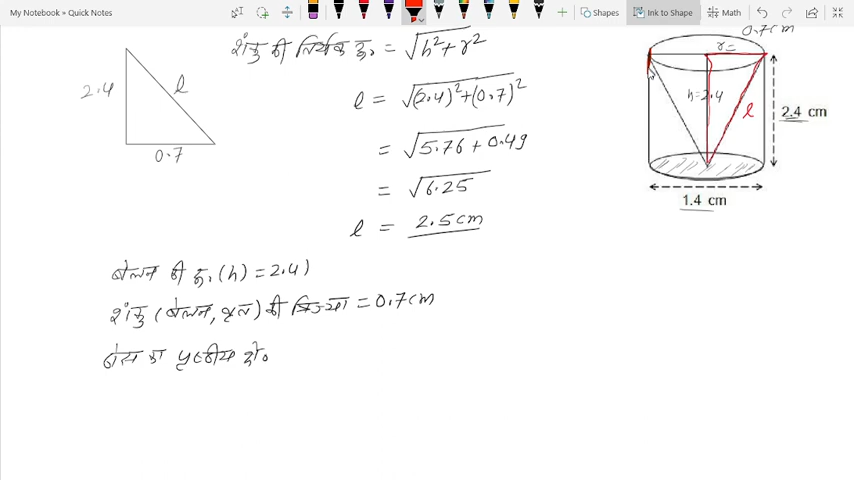 My Notebook » Quick Notes
Shapes Ink to Shape Math
शंकु की तिर्यक ऊँ. = √h²+r²
l = √(2.4)²+(0.7)²
= √5.76+0.49
= √6.25
l = 2.5cm
2.4
l
0.7
0.7cm
r=
h=2.4
l
2.4 cm
1.4 cm
बेलन की ऊँ. (h) = 2.4)
शंकु (बेलन, वृत) की त्रिज्या = 0.7cm
ठोस का पृष्ठीय क्षे०